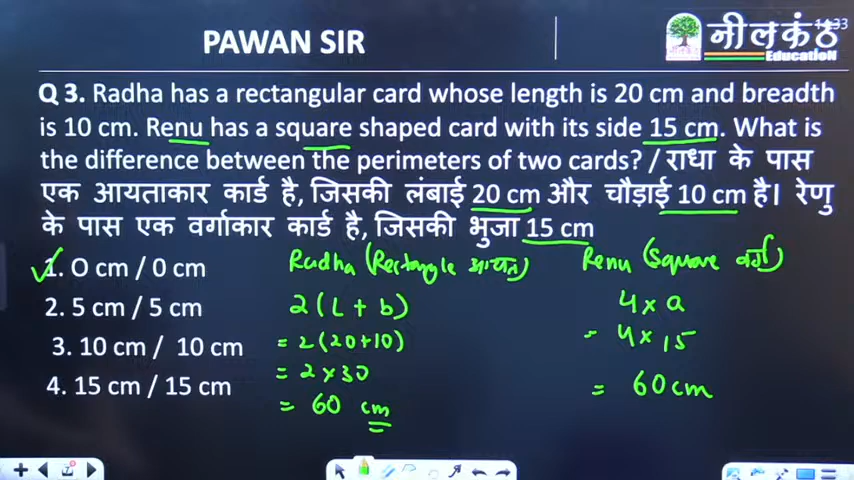 PAWAN SIR
नीलकंठ
EducatioN
Q 3. Radha has a rectangular card whose length is 20 cm and breadth
is 10 cm. Renu has a square shaped card with its side 15 cm. What is
the difference between the perimeters of two cards? / राधा के पास
एक आयताकार कार्ड है, जिसकी लंबाई 20 cm और चौड़ाई 10 cm है। रेणु
के पास एक वर्गाकार कार्ड है, जिसकी भुजा 15 cm
1. O cm / 0 cm
2. 5 cm / 5 cm
3. 10 cm / 10 cm
4. 15 cm / 15 cm
Radha (Rectangle आयत)
2(L + b)
= 2(20+10)
= 2 × 30
= 60 cm
Renu (Square वर्ग)
4 × a
= 4 × 15
= 60 cm